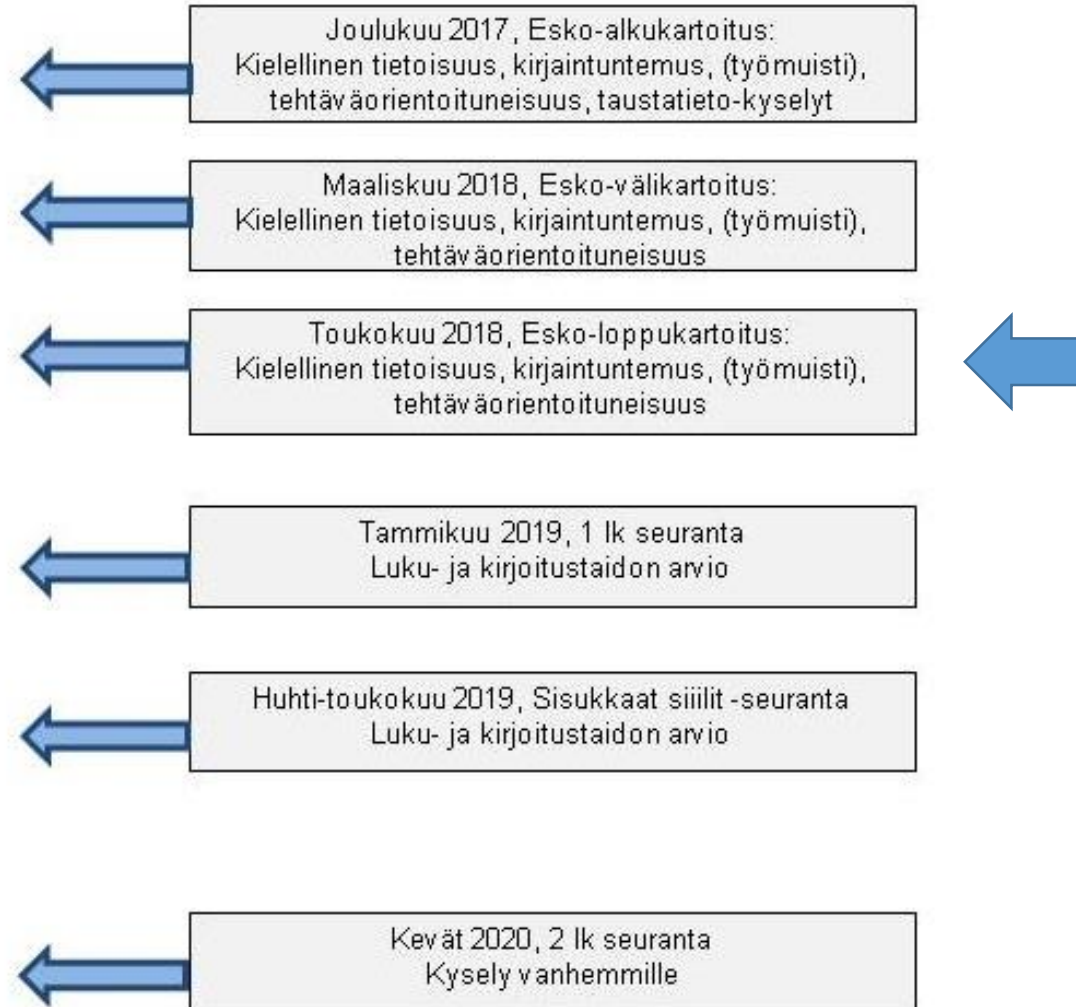 Joulukuu 2017, Esko-alkukartoitus:
Kielellinen tietoisuus, kirjaintuntemus, (työmuisti),
tehtäväorientoituneisuus, taustatieto-kyselyt
Maaliskuu 2018, Esko-välikartoitus:
Kielellinen tietoisuus, kirjaintuntemus, (työmuisti),
tehtäväorientoituneisuus
Toukokuu 2018, Esko-loppukartoitus:
Kielellinen tietoisuus, kirjaintuntemus, (työmuisti),
tehtäväorientoituneisuus
Tammikuu 2019, 1 lk seuranta
Luku- ja kirjoitustaidon arvio
Huhti-toukokuu 2019, Sisukkaat siiilit -seuranta
Luku- ja kirjoitustaidon arvio
Kevät 2020, 2 lk seuranta
Kysely vanhemmille